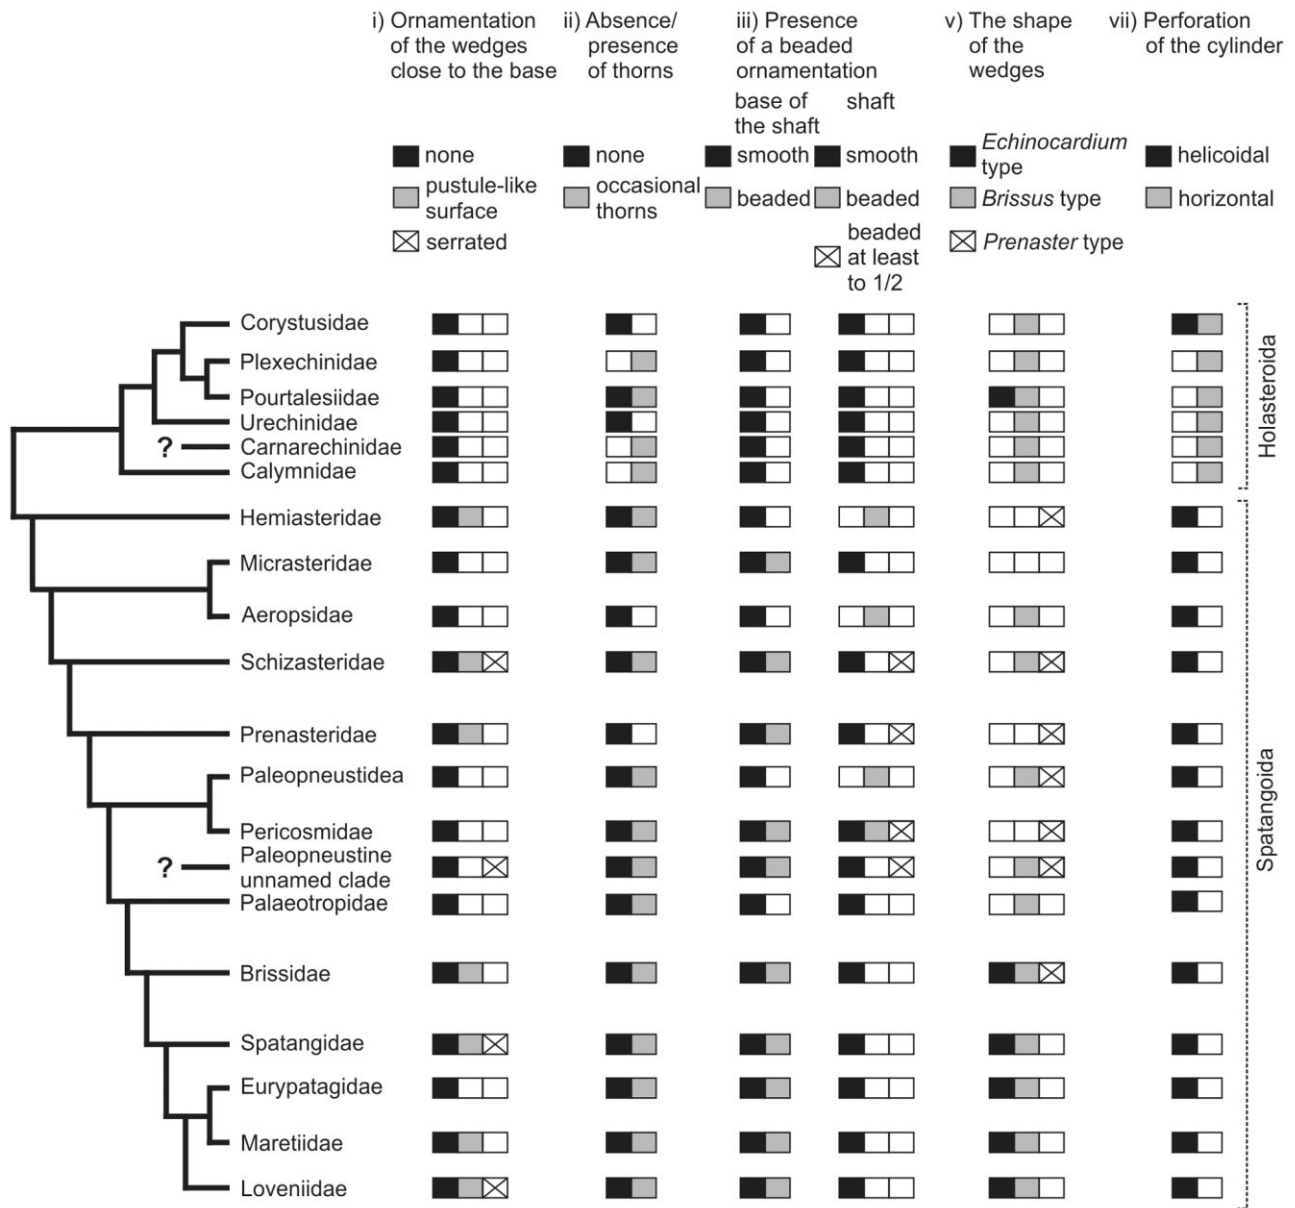 i) Ornamentation
of the wedges
close to the base
ii) Absence/
presence
of thorns
iii) Presence
of a beaded
ornamentation
base of
the shaft
shaft
v) The shape
of the
wedges
vii) Perforation
of the cylinder
none
pustule-like
surface
serrated
none
occasional
thorns
smooth
beaded
smooth
beaded
beaded
at least
to 1/2
Echinocardium
type
Brissus type
Prenaster type
helicoidal
horizontal
Corystusidae
Plexechinidae
Pourtalesiidae
Urechinidae
? Carnarechinidae
Calymnidae
Hemiasteridae
Micrasteridae
Aeropsidae
Schizasteridae
Prenasteridae
Paleopneustidea
Pericosmidae
? Paleopneustine
unnamed clade
Palaeotropidae
Brissidae
Spatangidae
Eurypatagidae
Maretiidae
Loveniidae
Holasteroida
Spatangoida